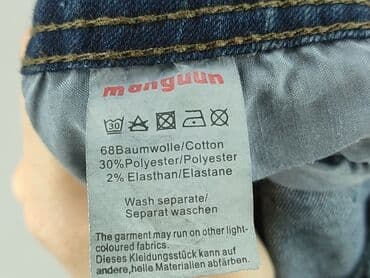 manguun
30
68Baumwolle/Cotton
30%Polyester/Polyester
2% Elasthan/Elastane
Wash separate/
Separat waschen
The garment may run on other light-
coloured fabrics.
Dieses Kleidungsstück kann auf
andere,helle Materialien abfärben.